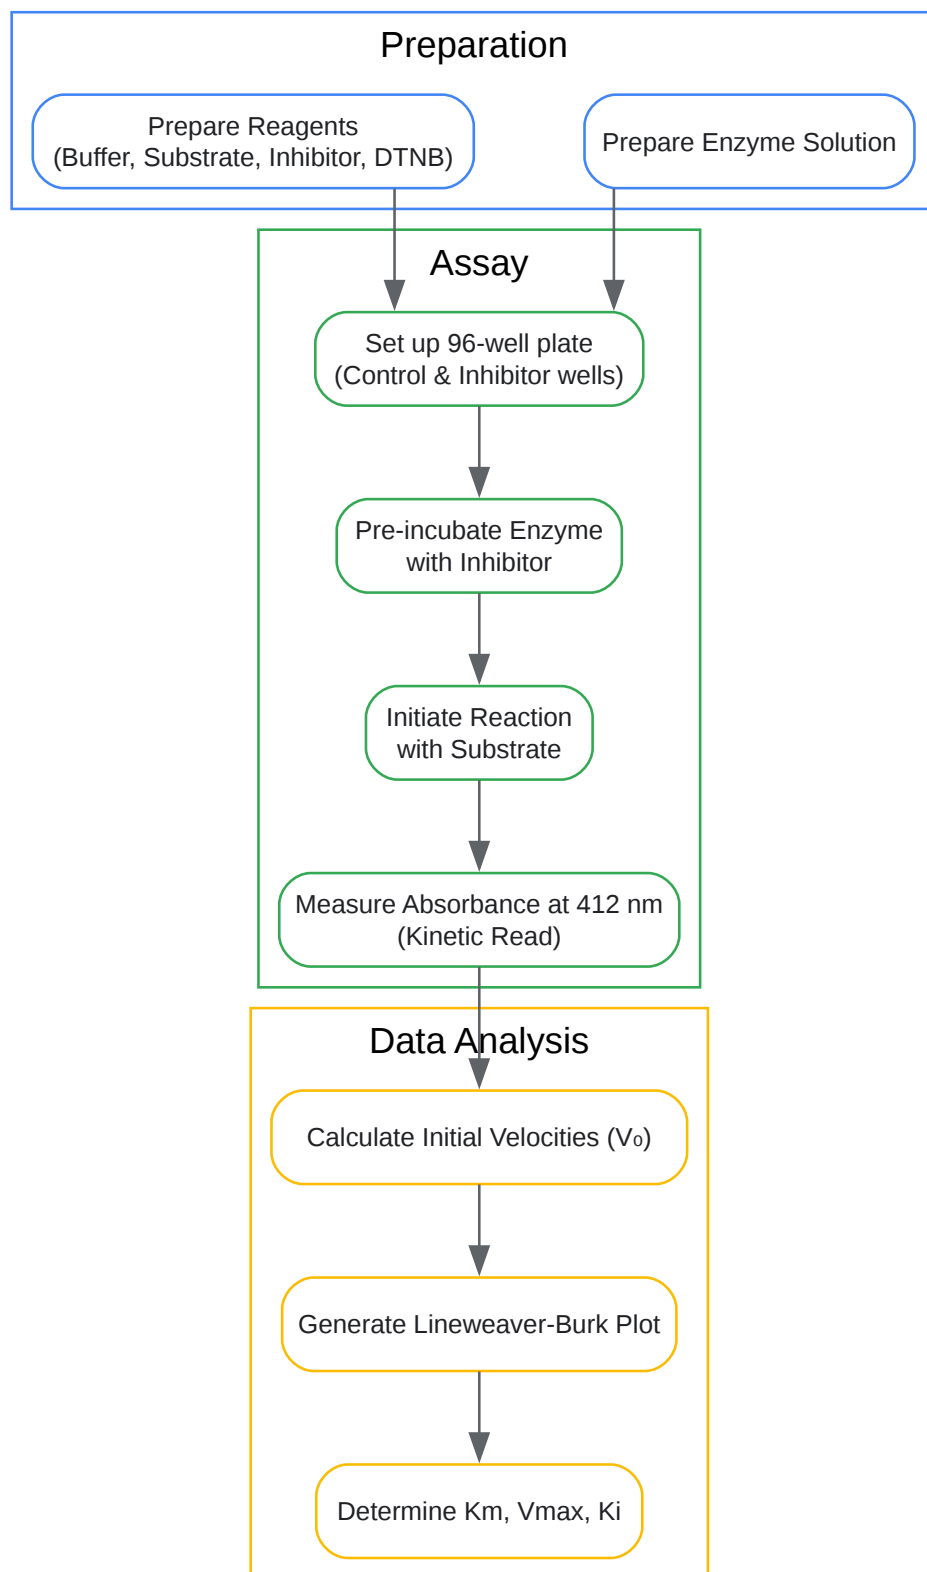 Preparation
Prepare Reagents
(Buffer, Substrate, Inhibitor, DTNB)
Prepare Enzyme Solution
Assay
Set up 96-well plate
(Control & Inhibitor wells)
Pre-incubate Enzyme
with Inhibitor
Initiate Reaction
with Substrate
Measure Absorbance at 412 nm
(Kinetic Read)
Data Analysis
Calculate Initial Velocities (V₀)
Generate Lineweaver-Burk Plot
Determine Km, Vmax, Ki